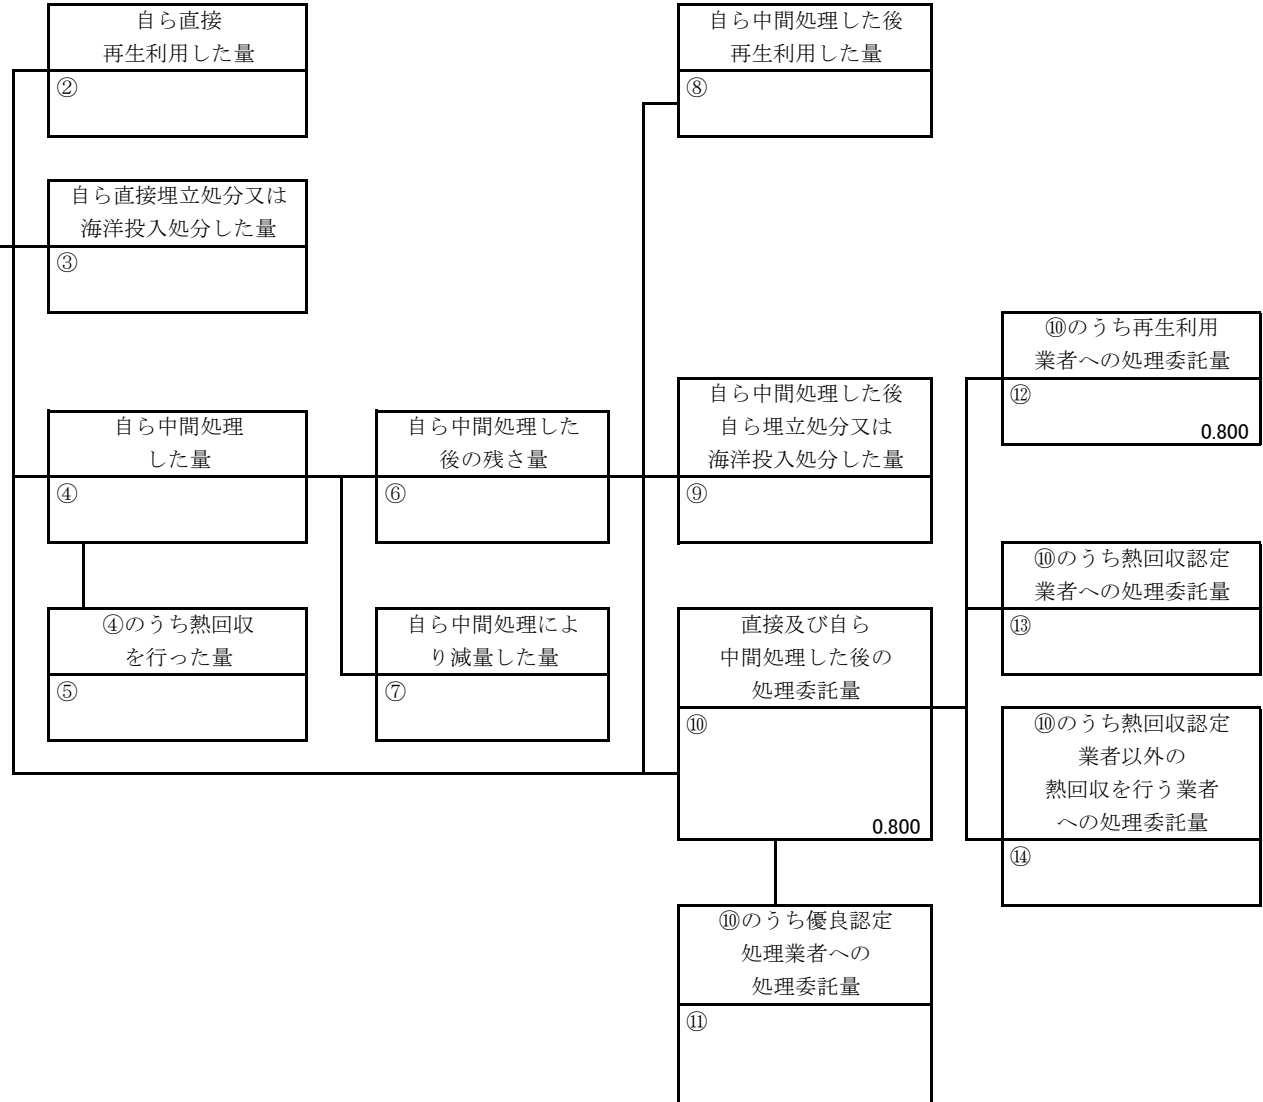 自ら直接
再生利用した量
②
自ら中間処理した後
再生利用した量
⑧
自ら直接埋立処分又は
海洋投入処分した量
③
⑩のうち再生利用
業者への処理委託量
⑫
0.800
自ら中間処理
した量
④
自ら中間処理した
後の残さ量
⑥
自ら中間処理した後
自ら埋立処分又は
海洋投入処分した量
⑨
⑩のうち熱回収認定
業者への処理委託量
⑬
④のうち熱回収
を行った量
⑤
自ら中間処理によ
り減量した量
⑦
直接及び自ら
中間処理した後の
処理委託量
⑩
0.800
⑩のうち熱回収認定
業者以外の
熱回収を行う業者
への処理委託量
⑭
⑩のうち優良認定
処理業者への
処理委託量
⑪